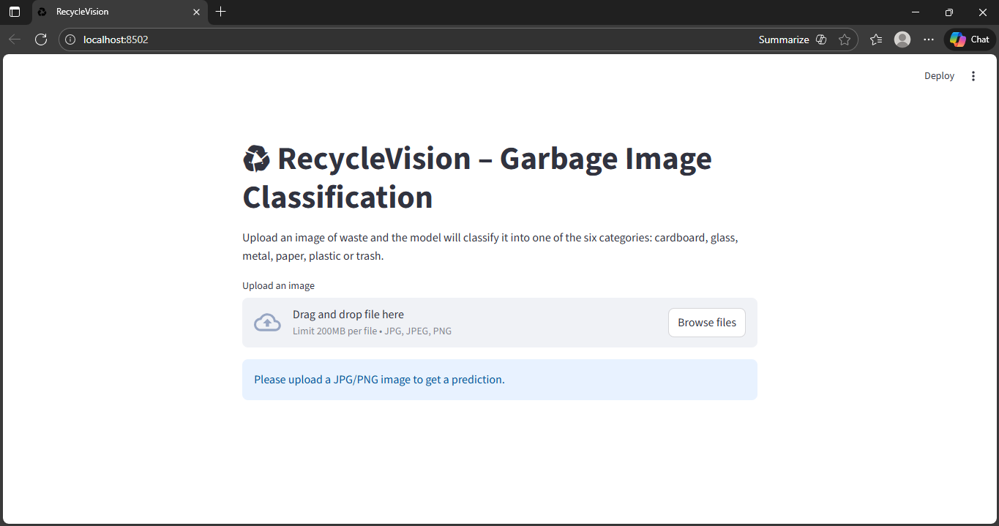 RecycleVision
localhost:8502
Summarize
Chat
Deploy
RecycleVision – Garbage Image
Classification
Upload an image of waste and the model will classify it into one of the six categories: cardboard, glass,
metal, paper, plastic or trash.
Upload an image
Drag and drop file here
Limit 200MB per file • JPG, JPEG, PNG
Browse files
Please upload a JPG/PNG image to get a prediction.